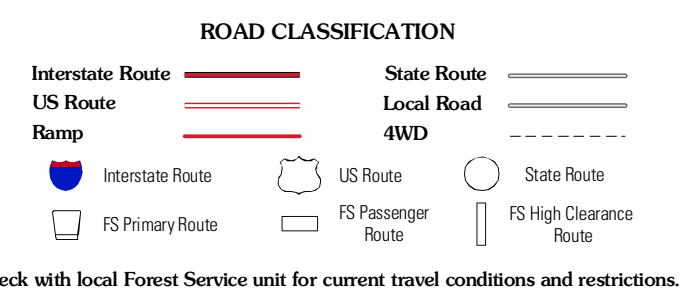 ROAD CLASSIFICATION
Interstate Route
State Route
US Route
Local Road
Ramp
4WD
Interstate Route
US Route
State Route
FS Primary Route
FS Passenger
Route
FS High Clearance
Route
with local Forest Service unit for current travel conditions and restrictions.